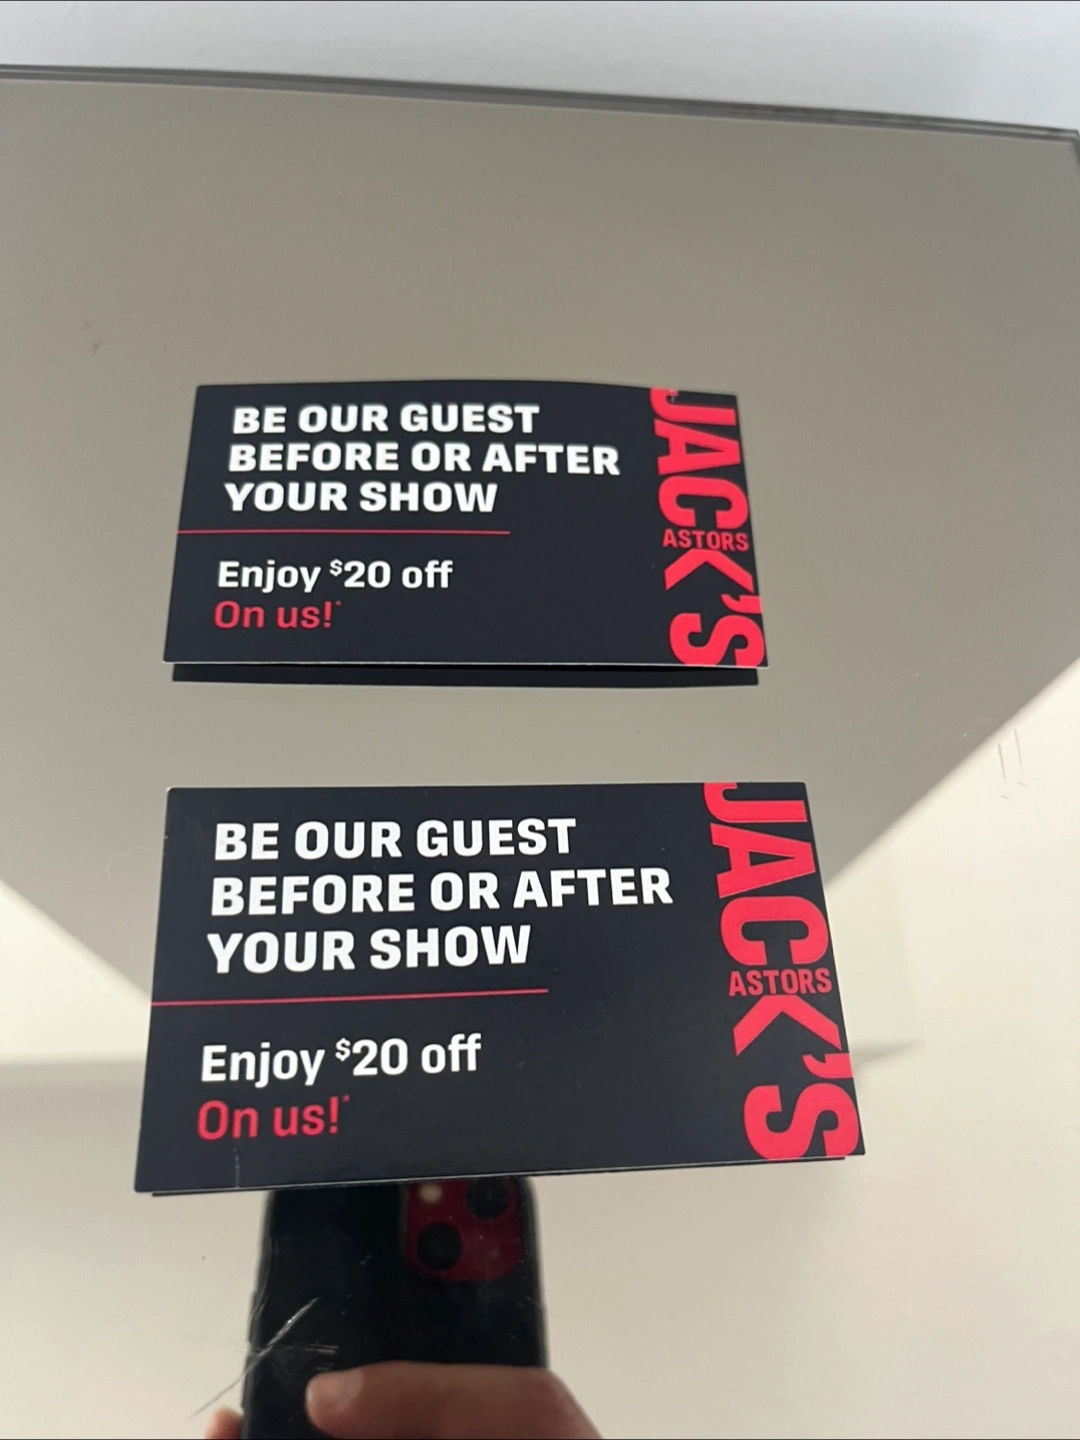 BE OUR GUEST
BEFORE OR AFTER
YOUR SHOW
Enjoy $20 off
On us!*
JACK'S
ASTORS
BE OUR GUEST
BEFORE OR AFTER
YOUR SHOW
Enjoy $20 off
On us!*
JACK'S
ASTORS